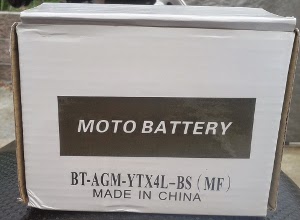 MOTO BATTERY
BT-AGM-YTX4L-BS (MF)
MADE IN CHINA